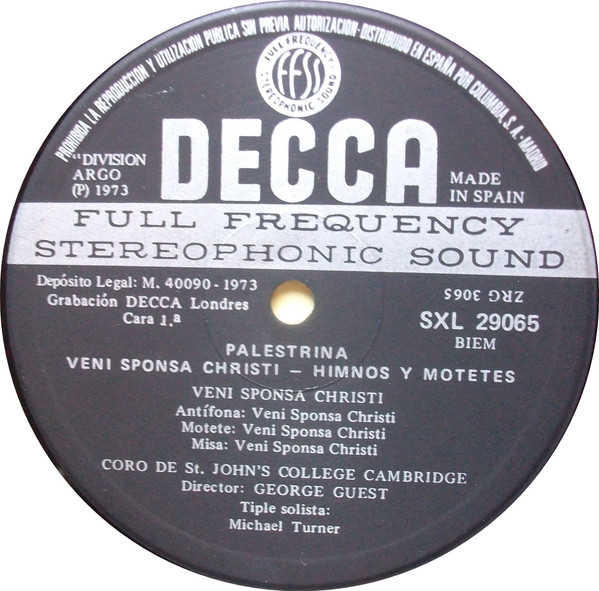 PROHIBIDA LA REPRODUCCION Y UTILIZACION PUBLICA SIN PREVIA AUTORIZACION-DISTRIBUIDO EN ESPAÑA POR COLUMBIA, S. A.-MADRID
FULL FREQUENCY
FFSS
STEREOPHONIC SOUND
DECCA
"DIVISION
ARGO
(P) 1973
MADE
IN SPAIN
FULL FREQUENCY
STEREOPHONIC SOUND
Depósito Legal: M. 40090-1973
Grabación DECCA Londres
Cara 1.ª
ZRG 3065
SXL 29065
BIEM
PALESTRINA
VENI SPONSA CHRISTI – HIMNOS Y MOTETES
VENI SPONSA CHRISTI
Antífona: Veni Sponsa Christi
Motete: Veni Sponsa Christi
Misa: Veni Sponsa Christi
CORO DE St. JOHN'S COLLEGE CAMBRIDGE
Director: GEORGE GUEST
Tiple solista:
Michael Turner